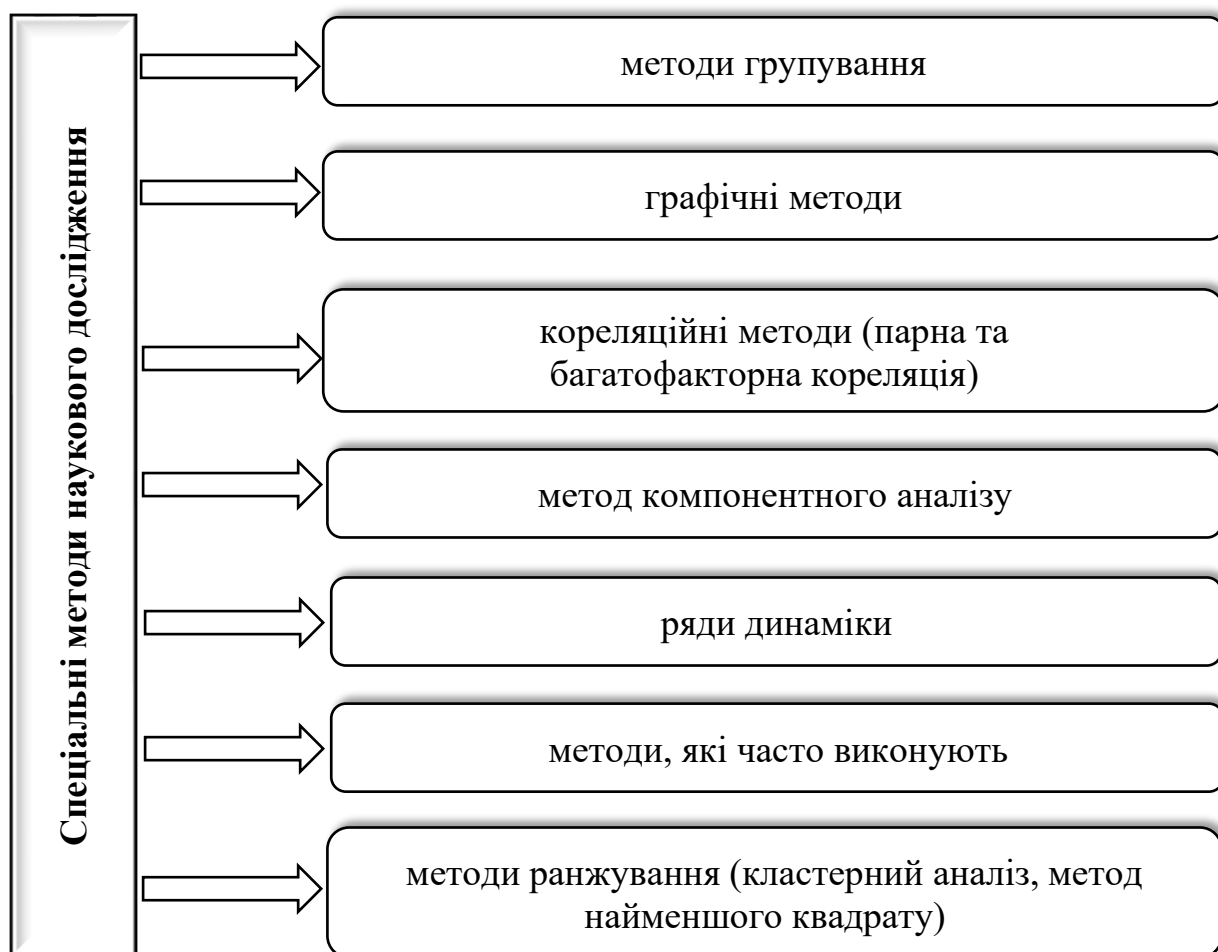 Спеціальні методи наукового дослідження
методи групування
графічні методи
кореляційні методи (парна та
багатофакторна кореляція)
метод компонентного аналізу
ряди динаміки
методи, які часто виконують
методи ранжування (кластерний аналіз, метод
найменшого квадрату)